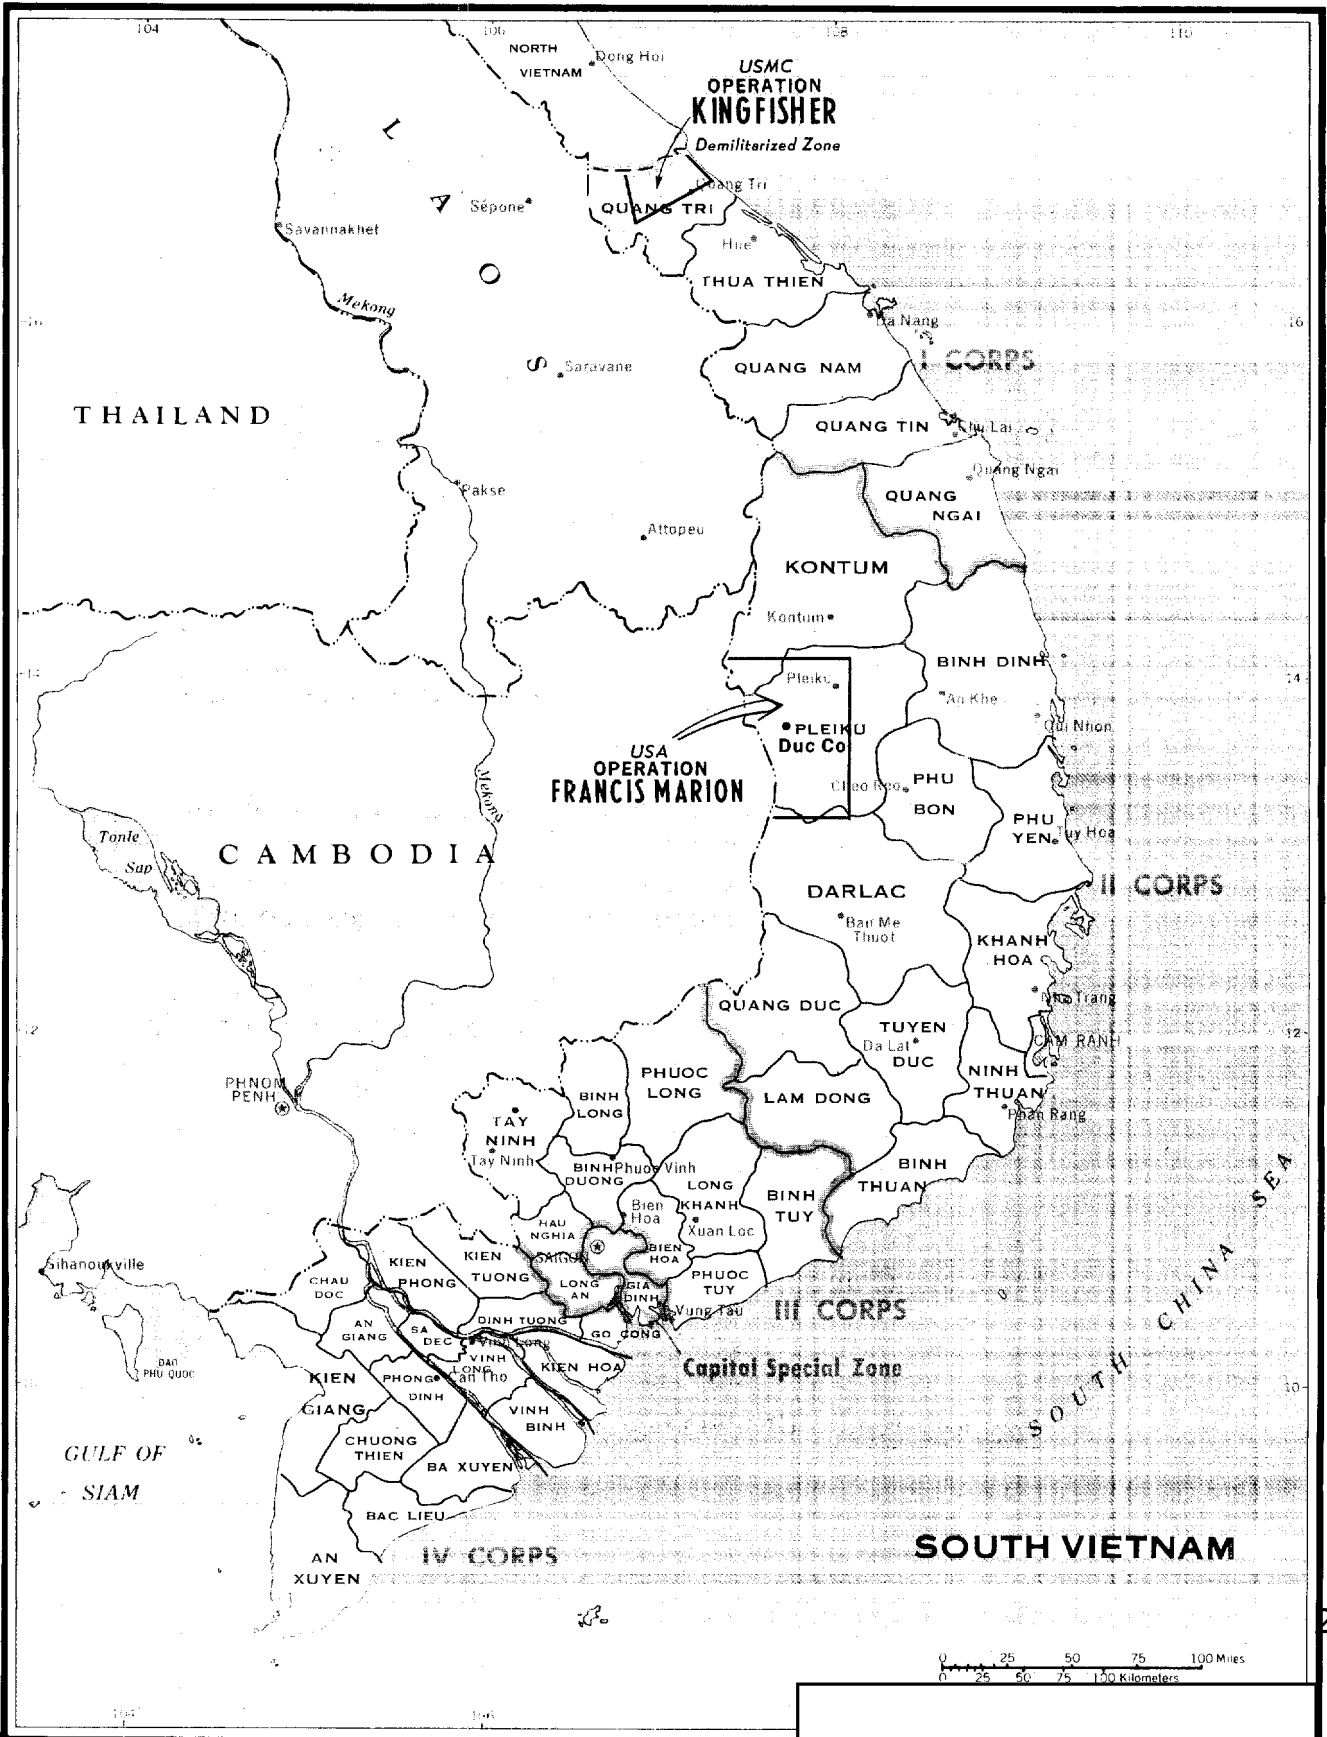 104
106
108
110
NORTH
VIETNAM
Dong Hoi
USMC
OPERATION
KINGFISHER
Demilitarized Zone
L
A
O
S
Sépone
Quang Tri
QUANG TRI
Savannakhet
Hue
THUA THIEN
Mekong
16
Da Nang
16
I CORPS
Saravane
QUANG NAM
THAILAND
QUANG TIN
Chu Lai
Quang Ngai
Pakse
QUANG
NGAI
Attopeu
KONTUM
Kontum
BINH DINH
14
Pleiku
14
An Khe
Qui Nhon
PLEIKU
Duc Co
USA
OPERATION
FRANCIS MARION
Mekong
Cheo Reo
PHU
BON
PHU
YEN
Tuy Hoa
Tonle
Sap
CAMBODIA
DARLAC
II CORPS
Ban Me
Thuot
KHANH
HOA
Nha Trang
QUANG DUC
12
TUYEN
DUC
Da Lat
12
CAM RANH
PHNOM
PENH
PHUOC
LONG
NINH
THUAN
BINH
LONG
LAM DONG
Phan Rang
TAY
NINH
Tay Ninh
BINH
DUONG
Phuoc Vinh
LONG
KHANH
BINH
THUAN
BINH
TUY
Bien
Hoa
Xuan Loc
HAU
NGHIA
SAIGON
BIEN
HOA
Sihanoukville
KIEN
PHONG
KIEN
TUONG
CHAU
DOC
LONG
AN
GIA
DINH
PHUOC
TUY
Vung Tau
III CORPS
AN
GIANG
SA
DEC
DINH TUONG
GO CONG
Vinh Long
VINH
LONG
KIEN HOA
Capital Special Zone
DAO
PHU QUOC
KIEN
GIANG
PHONG
DINH
Can Tho
VINH
BINH
10
CHUONG
THIEN
BA XUYEN
GULF OF
SIAM
SOUTH CHINA SEA
BAC LIEU
IV CORPS
AN
XUYEN
SOUTH VIETNAM
0 25 50 75 100 Miles
0 25 50 75 100 Kilometers
104
106